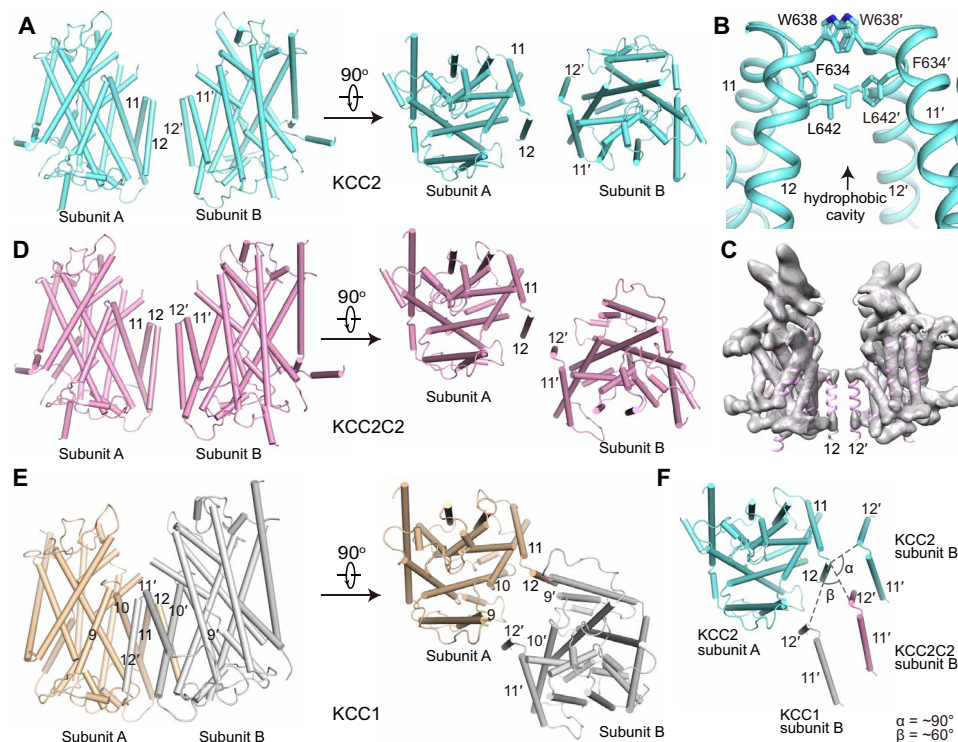 A
11
11'
12
12'
Subunit A
Subunit B
90°
KCC2
11
12
12'
11'
Subunit A
Subunit B
B
W638
W638'
11
F634
F634'
L642
L642'
11'
12
12'
hydrophobic
cavity
C
12 12'
D
11
12
12'
11'
Subunit A
Subunit B
90°
KCC2C2
11
12
12'
11'
Subunit A
Subunit B
E
11'
10
12
10'
9
11
9'
12'
Subunit A
Subunit B
90°
KCC1
11
10
12
9'
9
12'
10'
11'
Subunit A
Subunit B
F
11
12'
12
α
β
KCC2
subunit B
11'
12'
12'
11'
KCC2
subunit A
KCC2C2
subunit B
11'
KCC1
subunit B
α = ~90°
β = ~60°